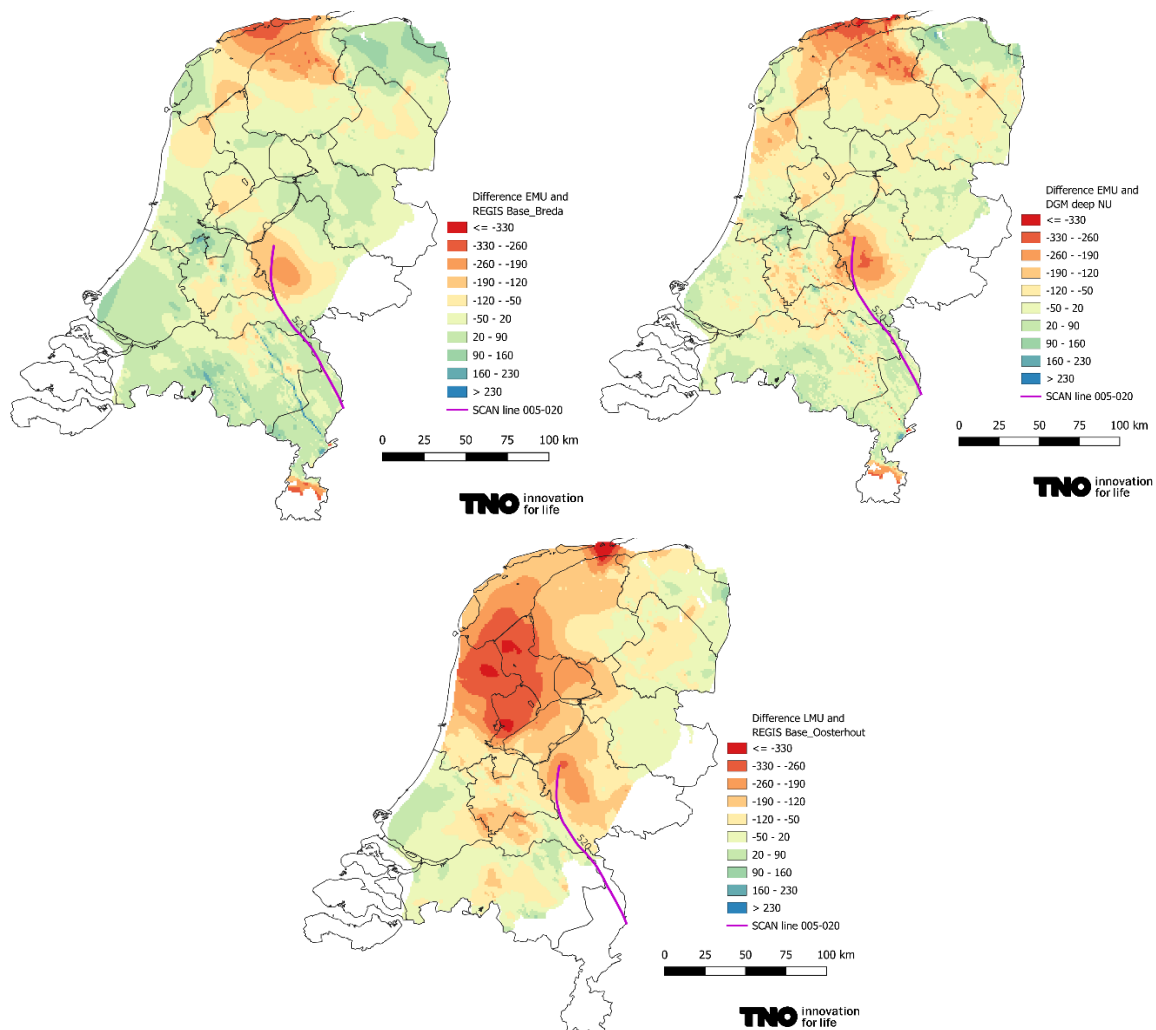 Difference EMU and
REGIS Base_Breda
<= -330
-330 - -260
-260 - -190
-190 - -120
-120 - -50
-50 - 20
20 - 90
90 - 160
160 - 230
> 230
SCAN line 005-020
0 25 50 75 100 km
TNO innovation
for life
Difference EMU and
DGM deep NU
<= -330
-330 - -260
-260 - -190
-190 - -120
-120 - -50
-50 - 20
20 - 90
90 - 160
160 - 230
> 230
SCAN line 005-020
0 25 50 75 100 km
TNO innovation
for life
Difference LMU and
REGIS Base_Oosterhout
<= -330
-330 - -260
-260 - -190
-190 - -120
-120 - -50
-50 - 20
20 - 90
90 - 160
160 - 230
> 230
SCAN line 005-020
0 25 50 75 100 km
TNO innovation
for life